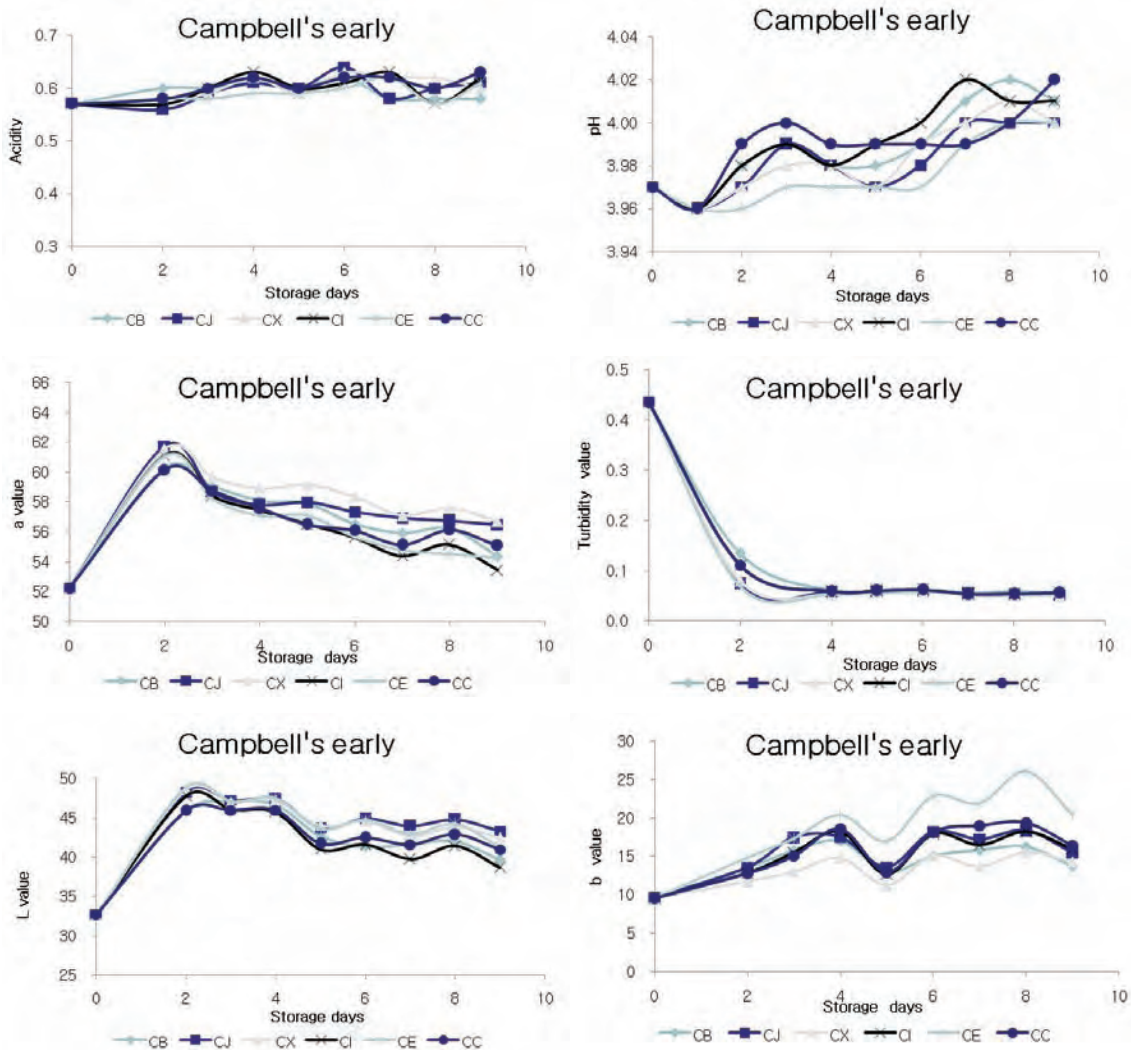 Campbell's early
0.7
0.6
0.5
0.4
0.3
Acidity
0 2 4 6 8 10
Storage days
CB CJ CX CI CE CC
Campbell's early
4.04
4.02
4.00
3.98
3.96
3.94
pH
0 1 2 3 4 5 6 7 8 9 10
Storage days
CB CJ CX CI CE CC
Campbell's early
66
64
62
60
58
56
54
52
50
a value
0 2 4 6 8 10
Storage days
CB CJ CX CI CE CC
Campbell's early
0.5
0.4
0.3
0.2
0.1
0.0
Turbidity value
0 2 4 6 8 10
Storage days
CB CJ CX CI CE CC
Campbell's early
50
45
40
35
30
25
L value
0 2 4 6 8 10
Storage days
CB CJ CX CI CE CC
Campbell's early
30
25
20
15
10
5
0
b value
0 2 4 6 8 10
Storage days
CB CJ CX CI CE CC